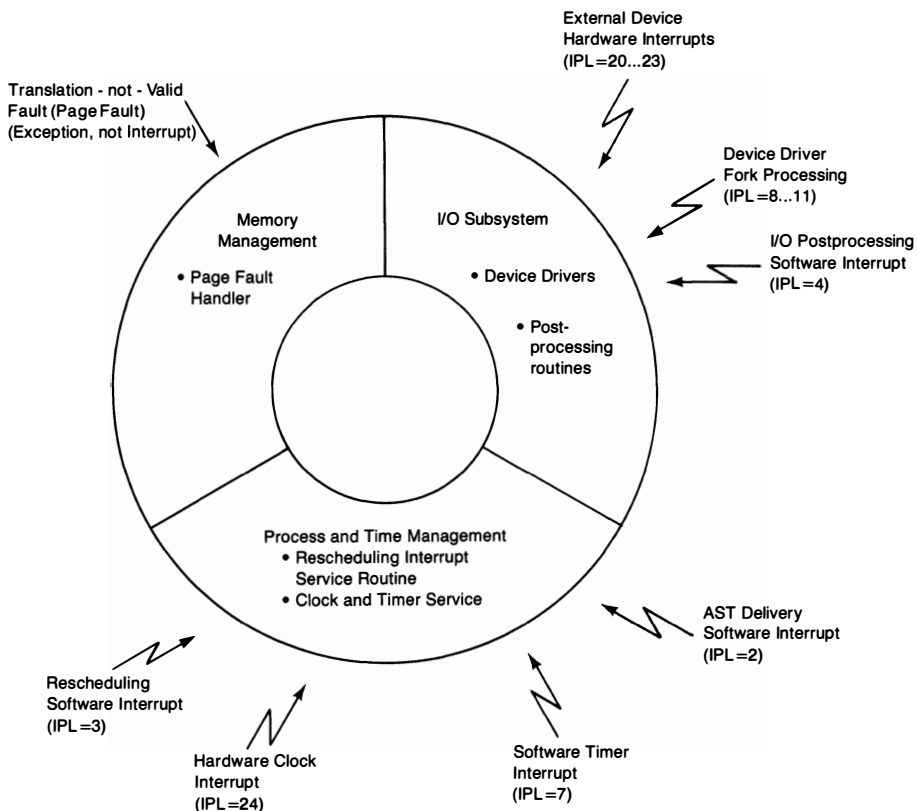 External Device
Hardware Interrupts
(IPL=20...23)
Translation - not - Valid
Fault (Page Fault)
(Exception, not Interrupt)
Device Driver
Fork Processing
(IPL=8...11)
Memory
Management
• Page Fault
Handler
I/O Subsystem
• Device Drivers
• Post-
processing
routines
I/O Postprocessing
Software Interrupt
(IPL=4)
Process and Time Management
• Rescheduling Interrupt
Service Routine
• Clock and Timer Service
AST Delivery
Software Interrupt
(IPL=2)
Rescheduling
Software Interrupt
(IPL=3)
Hardware Clock
Interrupt
(IPL=24)
Software Timer
Interrupt
(IPL=7)